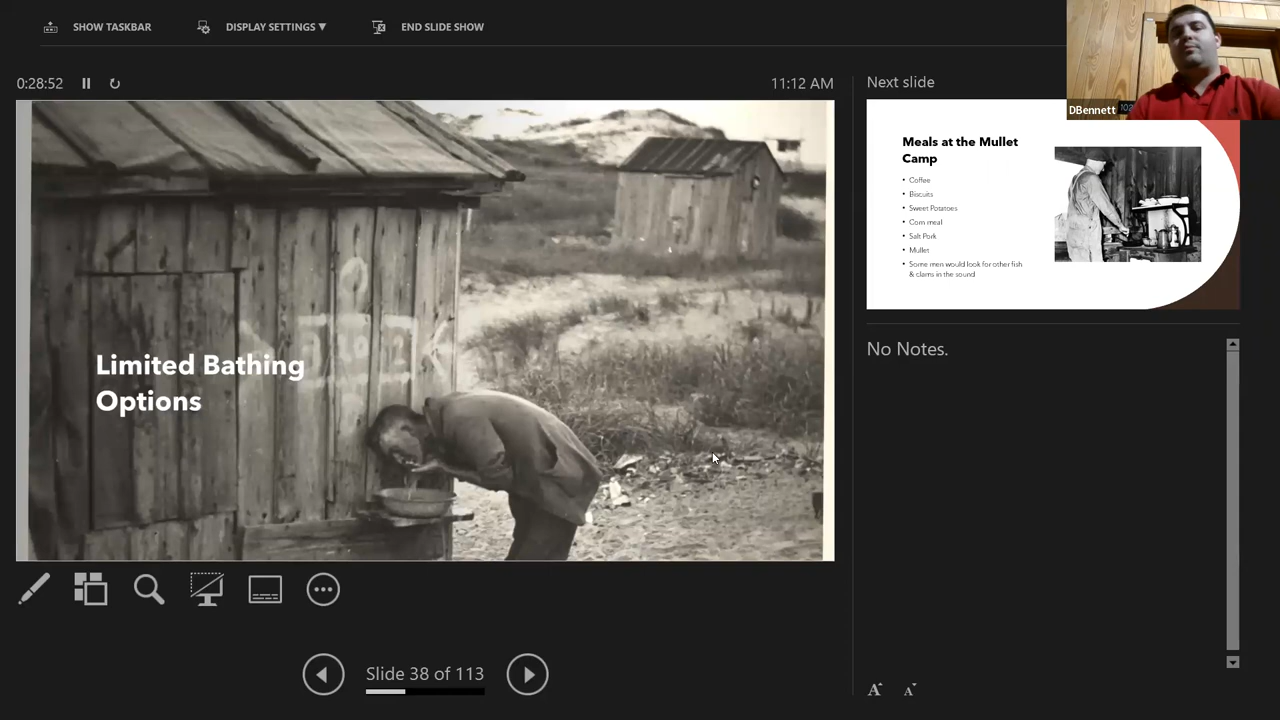 SHOW TASKBAR
DISPLAY SETTINGS ▼
END SLIDE SHOW
0:28:52
11:12 AM
Next slide
DBennett
102
Limited Bathing
Options
Meals at the Mullet
Camp
• Coffee
• Biscuits
• Sweet Potatoes
• Corn meal
• Salt Pork
• Mullet
• Some men would look for other fish
& clams in the sound
No Notes.
Slide 38 of 113
A
A